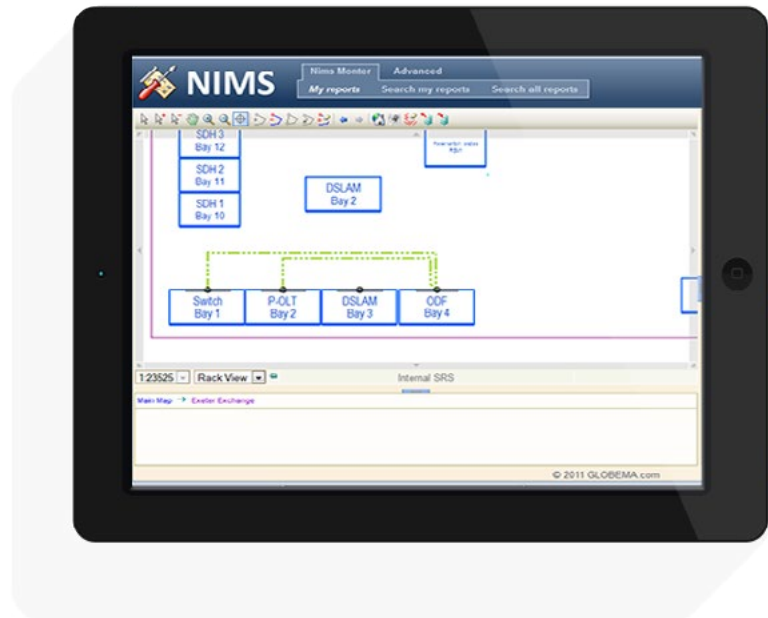 NIMS
Nims Monter Advanced
My reports Search my reports Search all reports
SDH 3
Bay 12
SDH 2
Bay 11
SDH 1
Bay 10
DSLAM
Bay 2
Switch
Bay 1
P-OLT
Bay 2
DSLAM
Bay 3
ODF
Bay 4
1:23525 Rack View Internal SRS
Main Map Exeter Exchange
© 2011 GLOBEMA.com